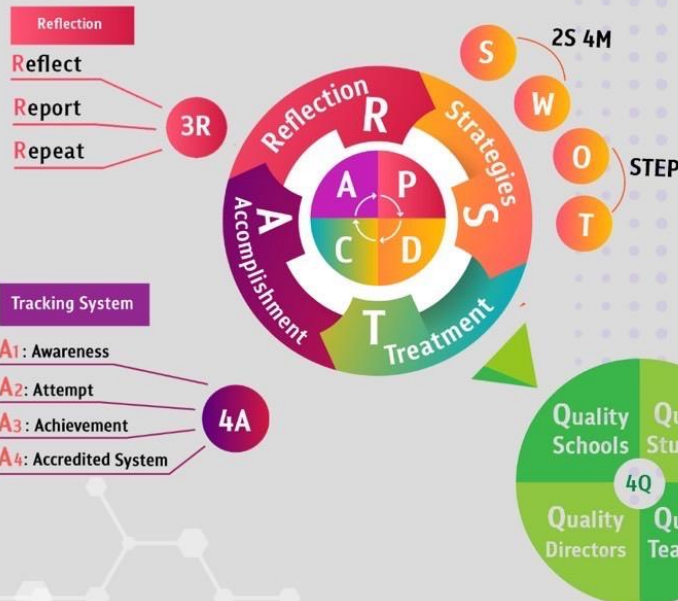 Reflection
Reflect
Report
Repeat
3R
Reflection
R
Strategies
S
Treatment
T
Accomplishment
A
A P
C D
S
W
O
T
2S 4M
STEP
Tracking System
A1: Awareness
A2: Attempt
A3: Achievement
A4: Accredited System
4A
Quality
Schools
4Q
Quality
Directors